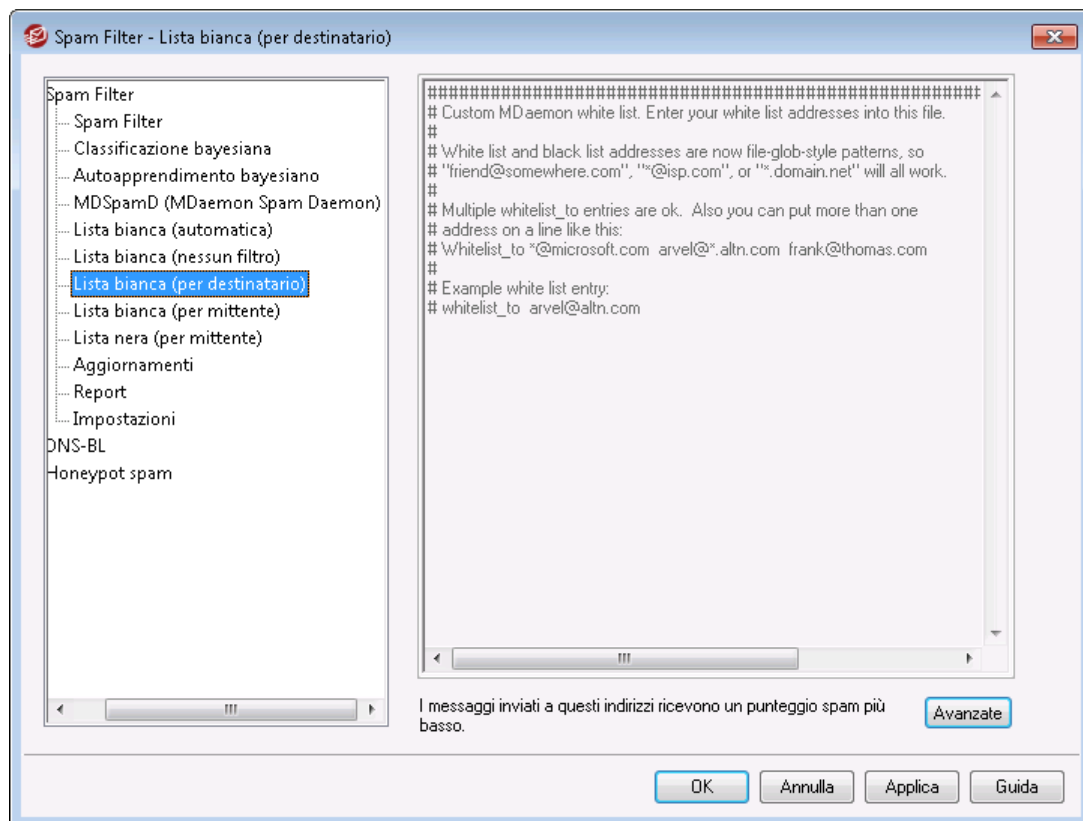 Spam Filter - Lista bianca (per destinatario)
Spam Filter
Spam Filter
Classificazione bayesiana
Autoapprendimento bayesiano
MDSpamD (MDaemon Spam Daemon)
Lista bianca (automatica)
Lista bianca (nessun filtro)
Lista bianca (per destinatario)
Lista bianca (per mittente)
Lista nera (per mittente)
Aggiornamenti
Report
Impostazioni
DNS-BL
Honeypot spam
###############################################################
# Custom MDaemon white list. Enter your white list addresses into this file.
#
# White list and black list addresses are now file-glob-style patterns, so
# "friend@somewhere.com", "*@isp.com", or "*.domain.net" will all work.
#
# Multiple whitelist_to entries are ok.  Also you can put more than one
# address on a line like this:
# Whitelist_to *@microsoft.com  arvel@*.altn.com  frank@thomas.com
#
# Example white list entry:
# whitelist_to  arvel@altn.com
I messaggi inviati a questi indirizzi ricevono un punteggio spam più
basso.
Avanzate
OK
Annulla
Applica
Guida